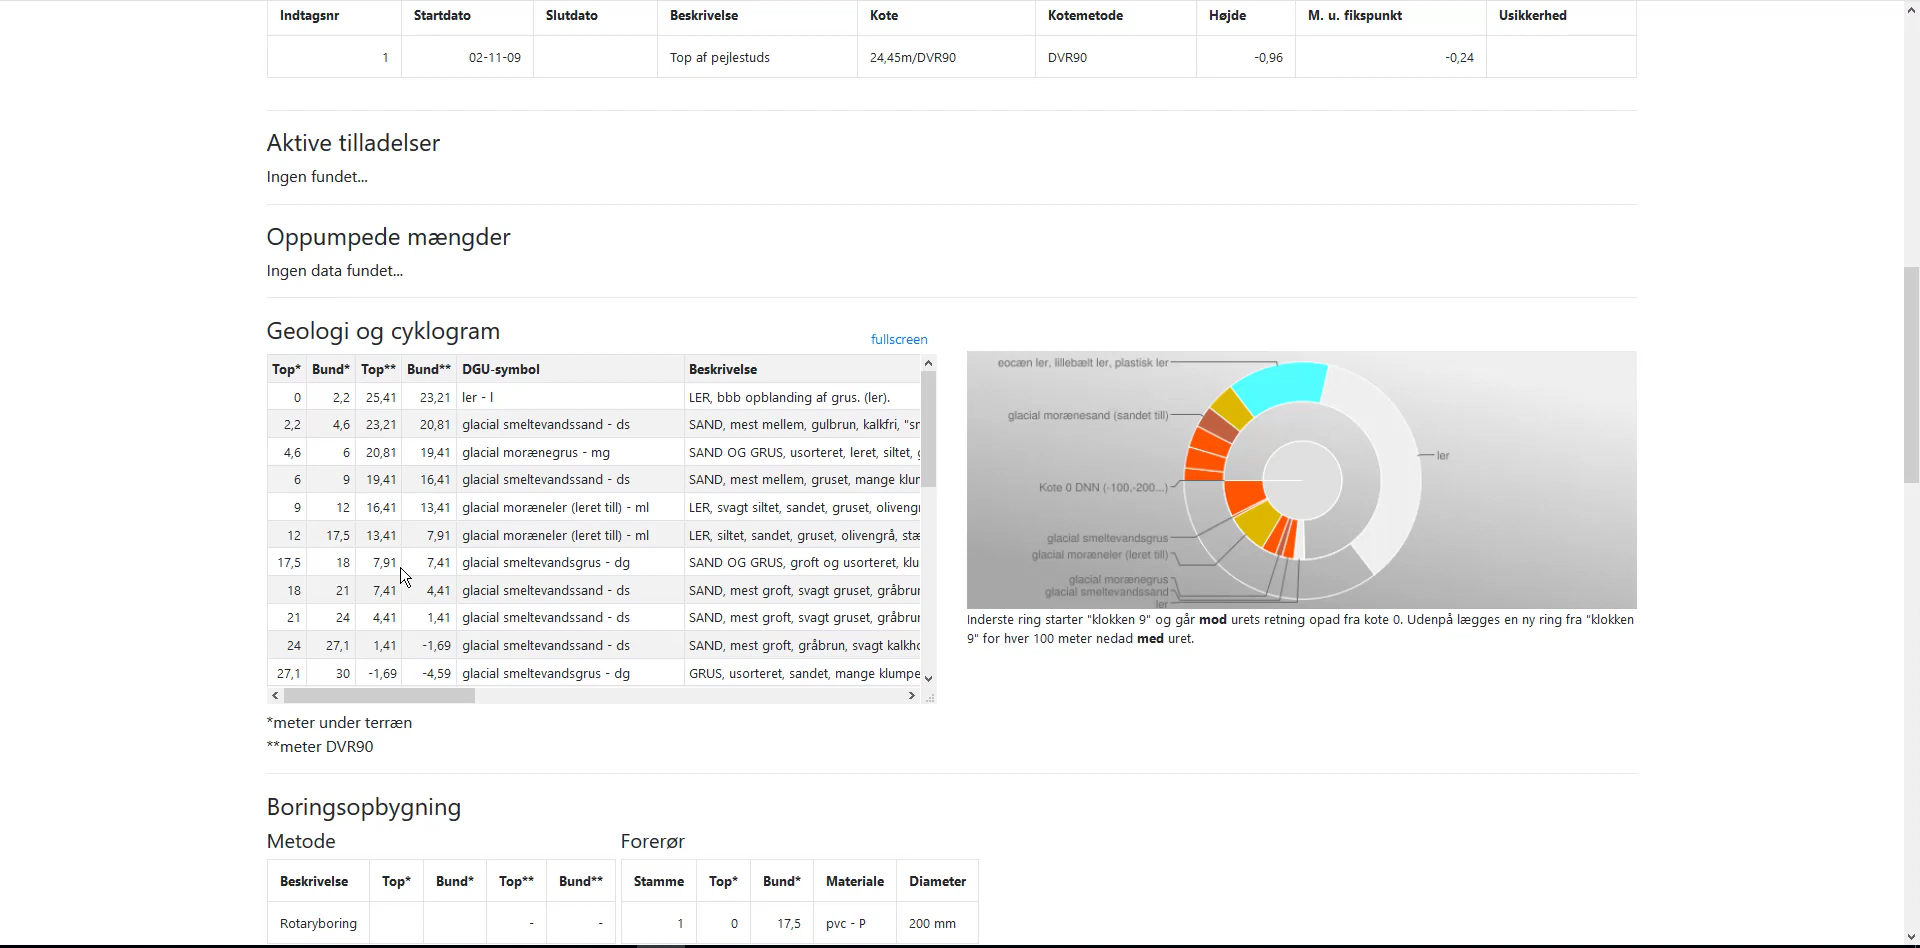 Indtagsnr Startdato Slutdato Beskrivelse Kote Kotemetode Højde M. u. fikspunkt Usikkerhed
1 02-11-09 Top af pejlestuds 24,45m/DVR90 DVR90 -0,96 -0,24
Aktive tilladelser
Ingen fundet...
Oppumpede mængder
Ingen data fundet...
Geologi og cyklogram
fullscreen
Top* Bund* Top** Bund** DGU-symbol Beskrivelse
0 2,2 25,41 23,21 ler - l LER, bbb opblanding af grus. (ler).
2,2 4,6 23,21 20,81 glacial smeltevandssand - ds SAND, mest mellem, gulbrun, kalkfri, "sr
4,6 6 20,81 19,41 glacial morænegrus - mg SAND OG GRUS, usorteret, leret, siltet, g
6 9 19,41 16,41 glacial smeltevandssand - ds SAND, mest mellem, gruset, mange klur
9 12 16,41 13,41 glacial moræneler (leret till) - ml LER, svagt siltet, sandet, gruset, olivengr
12 17,5 13,41 7,91 glacial moræneler (leret till) - ml LER, siltet, sandet, gruset, olivengrå, stæ
17,5 18 7,91 7,41 glacial smeltevandsgrus - dg SAND OG GRUS, groft og usorteret, klu
18 21 7,41 4,41 glacial smeltevandssand - ds SAND, mest groft, svagt gruset, gråbrur
21 24 4,41 1,41 glacial smeltevandssand - ds SAND, mest groft, svagt gruset, gråbrur
24 27,1 1,41 -1,69 glacial smeltevandssand - ds SAND, mest groft, gråbrun, svagt kalkho
27,1 30 -1,69 -4,59 glacial smeltevandsgrus - dg GRUS, usorteret, sandet, mange klumpe
*meter under terræn
**meter DVR90
eocæn ler, lillebælt ler, plastisk ler
glacial morænesand (sandet till)
ler
Kote 0 DNN (-100,-200...)
glacial smeltevandsgrus
glacial moræneler (leret till)
glacial morænegrus
glacial smeltevandssand
ler
Inderste ring starter "klokken 9" og går mod urets retning opad fra kote 0. Udenpå lægges en ny ring fra "klokken
9" for hver 100 meter nedad med uret.
Boringsopbygning
Metode
Beskrivelse Top* Bund* Top** Bund**
Rotaryboring - -
Forerør
Stamme Top* Bund* Materiale Diameter
1 0 17,5 pvc - P 200 mm